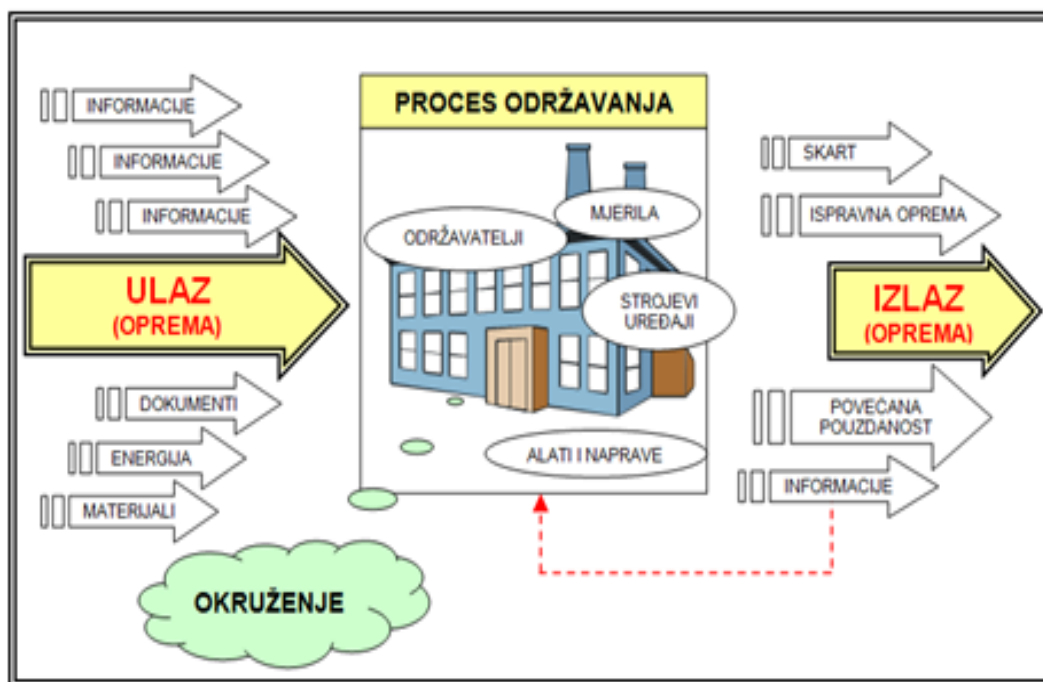 INFORMACIJE
INFORMACIJE
INFORMACIJE
ULAZ
(OPREMA)
DOKUMENTI
ENERGIJA
MATERIJALI
PROCES ODRŽAVANJA
MJERILA
ODRŽAVATELJI
STROJEVI
UREĐAJI
ALATI I NAPRAVE
SKART
ISPRAVNA OPREMA
IZLAZ
(OPREMA)
POVEĆANA
POUZDANOST
INFORMACIJE
OKRUŽENJE